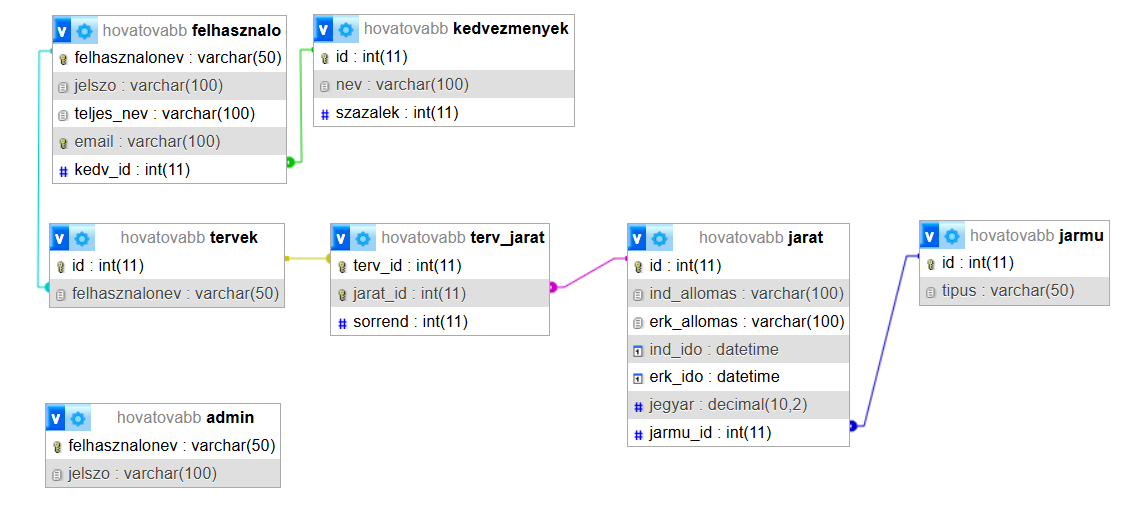 v hovatovabb felhasznalo
felhasznalonev : varchar(50)
jelszo : varchar(100)
teljes_nev : varchar(100)
email : varchar(100)
# kedv_id : int(11)
v hovatovabb kedvezmenyek
id : int(11)
nev : varchar(100)
# szazalek : int(11)
v hovatovabb tervek
id : int(11)
felhasznalonev : varchar(50)
v hovatovabb terv_jarat
terv_id : int(11)
jarat_id : int(11)
# sorrend : int(11)
v hovatovabb jarat
id : int(11)
ind_allomas : varchar(100)
erk_allomas : varchar(100)
ind_ido : datetime
erk_ido : datetime
# jegyar : decimal(10,2)
# jarmu_id : int(11)
v hovatovabb jarmu
id : int(11)
tipus : varchar(50)
v hovatovabb admin
felhasznalonev : varchar(50)
jelszo : varchar(100)